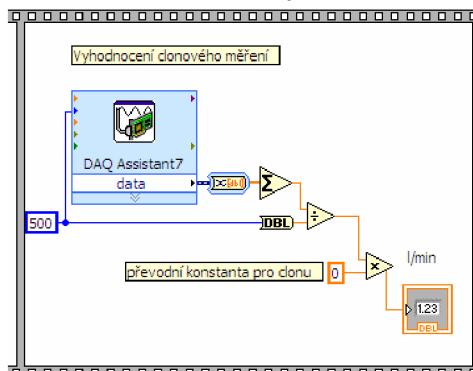 Vyhodnocení clonového měření
DAQ Assistant7
data
500
DBL
převodní konstanta pro clonu
0
l/min
1.23
DBL